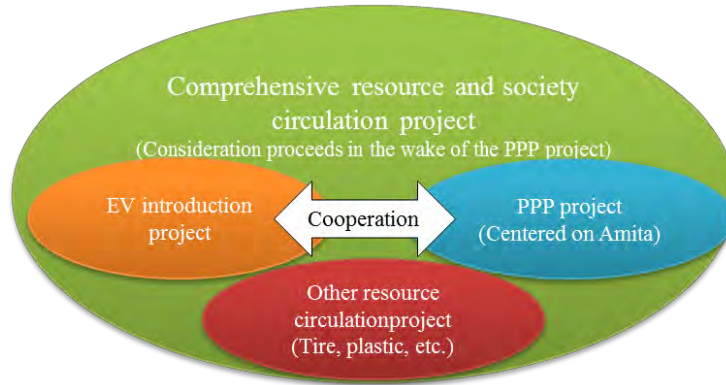 Comprehensive resource and society
circulation project
(Consideration proceeds in the wake of the PPP project)
EV introduction
project
Cooperation
PPP project
(Centered on Amita)
Other resource
circulationproject
(Tire, plastic, etc.)